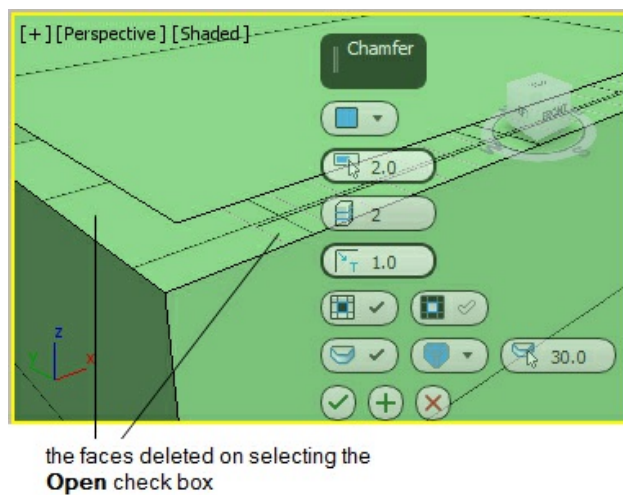 [+] [Perspective] [Shaded]
Chamfer
2.0
2
T 1.0
30.0
z
y
x
the faces deleted on selecting the
Open check box